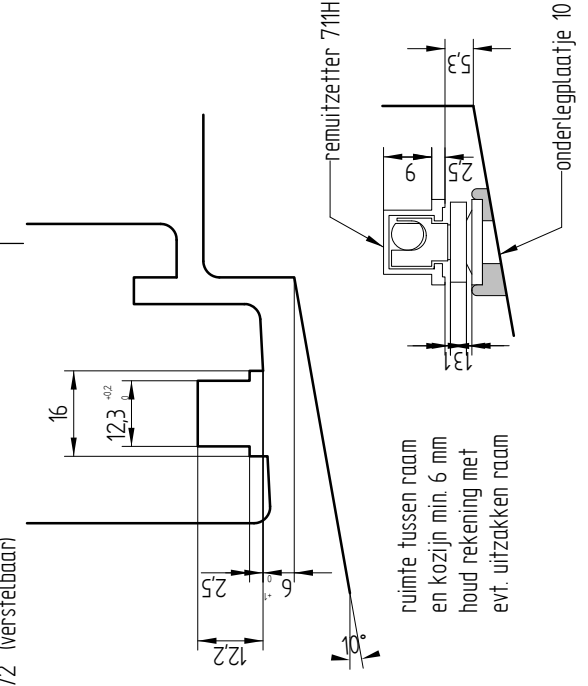 72 (verstelbaar)
remuitzetter 711H
16
12,3 +0,2 0
9
2,5
5,3
2,5
6 +1 0
12,2
10°
131
ruimte tussen raam
en kozijn min. 6 mm
houd rekening met
evt. uitzakken raam
onderlegplaatje 10